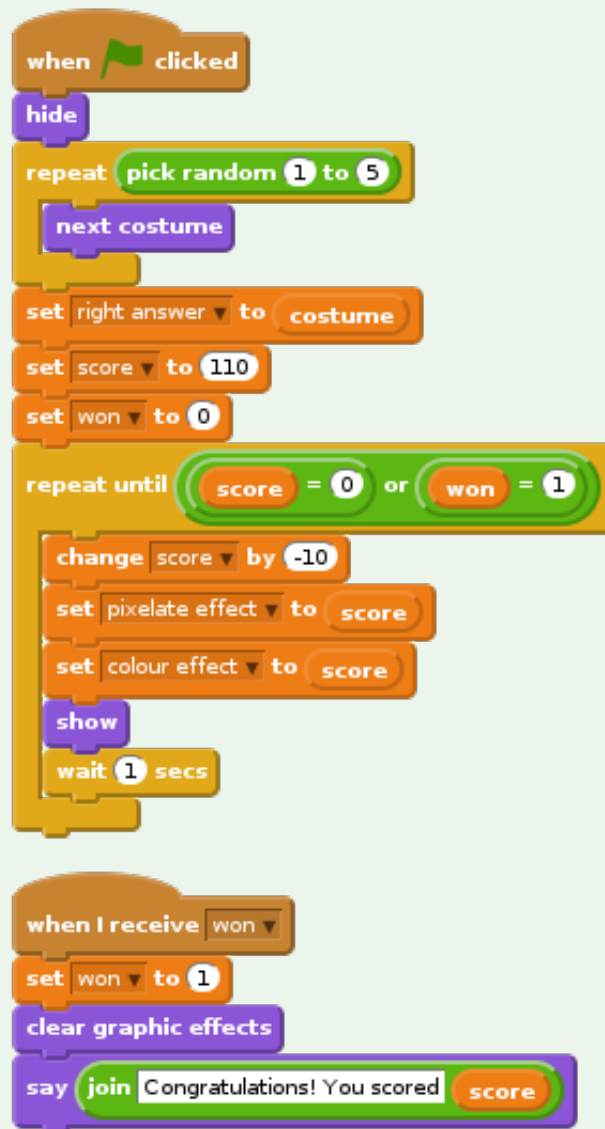 when clicked
hide
repeat pick random 1 to 5
next costume
set right answer to costume
set score to 110
set won to 0
repeat until score = 0 or won = 1
change score by -10
set pixelate effect to score
set colour effect to score
show
wait 1 secs
when I receive won
set won to 1
clear graphic effects
say join Congratulations! You scored score